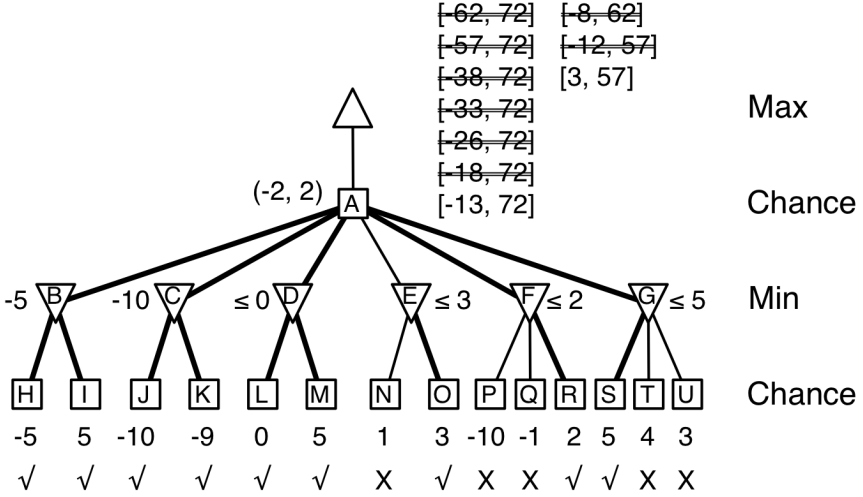 [-62, 72] [-8, 62]
[-57, 72] [-12, 57]
[-38, 72] [3, 57]
[-33, 72]
[-26, 72]
[-18, 72]
[-13, 72]
Max
(-2, 2) A Chance
-5 B -10 C ≤ 0 D E ≤ 3 F ≤ 2 G ≤ 5 Min
H I J K L M N O P Q R S T U Chance
-5 5 -10 -9 0 5 1 3 -10 -1 2 5 4 3
√ √ √ √ √ √ X √ X X √ √ X X